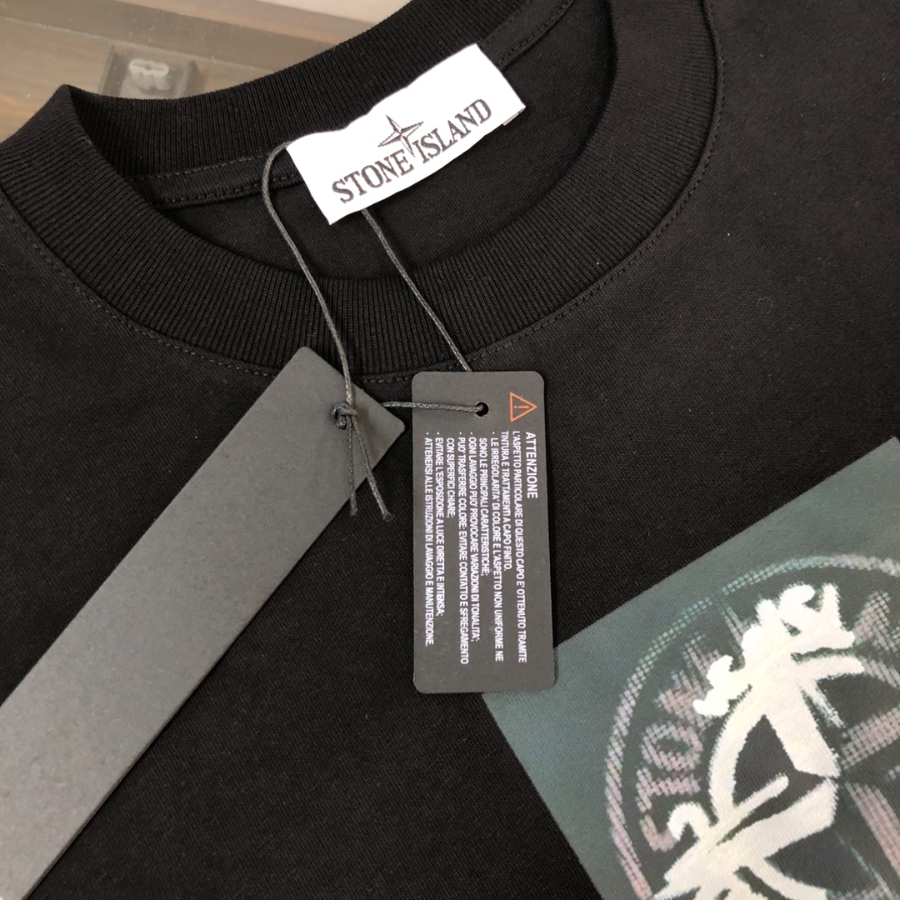 STONE ISLAND
ATTENZIONE
L'ASPETTO PARTICOLARE DI QUESTO CAPO E' OTTENUTO TRAMITE
TINTURA E TRATTAMENTI A CAPO FINITO.
- LE IRREGOLARITA' DI COLORE E L'ASPETTO NON UNIFORME NE
SONO LE PRINCIPALI CARATTERISTICHE;
- OGNI LAVAGGIO PUO' PROVOCARE VARIAZIONI DI TONALITA';
- PUO' TRASFERIRE COLORE: EVITARE CONTATTO E SFREGAMENTO
CON SUPERFICI CHIARE;
- EVITARE L'ESPOSIZIONE A LUCE DIRETTA E INTENSA;
- ATTENERSI ALLE ISTRUZIONI DI LAVAGGIO E MANUTENZIONE.
STON